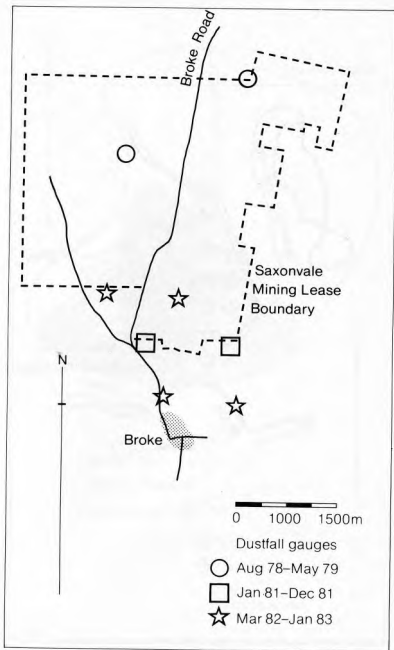 Broke Road
Saxonvale
Mining Lease
Boundary
N
Broke
0 1000 1500m
Dustfall gauges
Aug 78–May 79
Jan 81–Dec 81
Mar 82–Jan 83